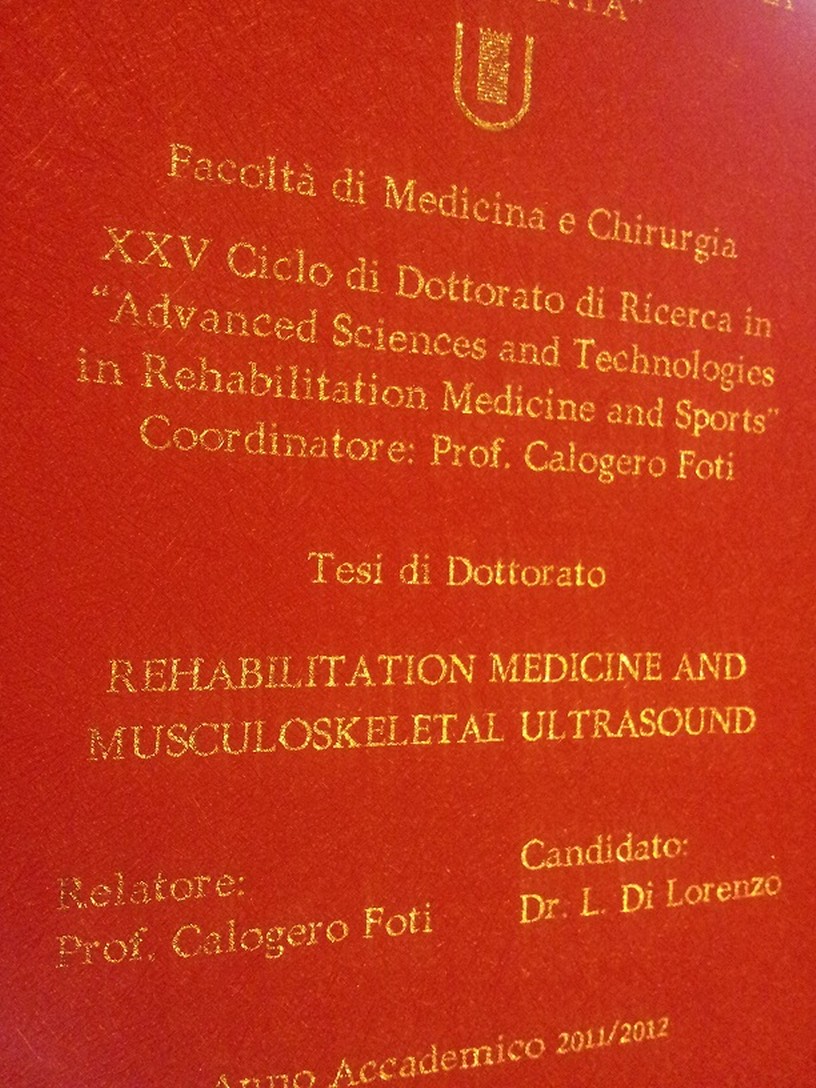 Facoltà di Medicina e Chirurgia
XXV Ciclo di Dottorato di Ricerca in
“Advanced Sciences and Technologies
in Rehabilitation Medicine and Sports”
Coordinatore: Prof. Calogero Foti
Tesi di Dottorato
REHABILITATION MEDICINE AND
MUSCULOSKELETAL ULTRASOUND
Candidato:
Dr. L. Di Lorenzo
Relatore:
Prof. Calogero Foti
Anno Accademico 2011/2012